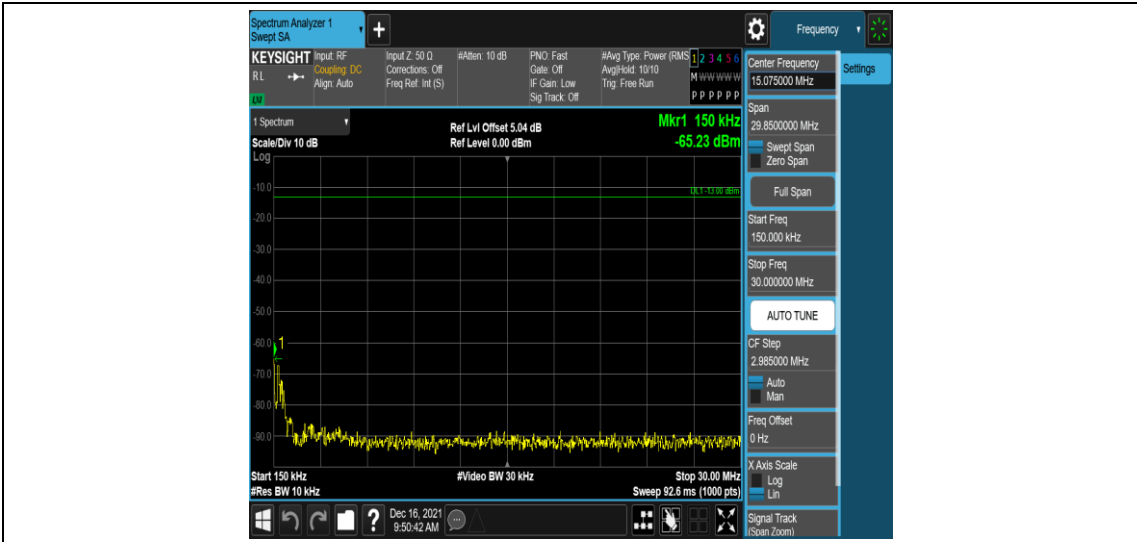 Spectrum Analyzer 1
Swept SA
+
Frequency
KEYSIGHT Input: RF Input Z: 50 Ω #Atten: 10 dB PNO: Fast #Avg Type: Power (RMS 1 2 3 4 5 6
RL Coupling: DC Corrections: Off Gate: Off Avg|Hold: 10/10 M W W W W W
Align: Auto Freq Ref: Int (S) IF Gain: Low Trig: Free Run
Sig Track: Off P P P P P P
LXI
1 Spectrum
Ref Lvl Offset 5.04 dB
Mkr1 150 kHz
Scale/Div 10 dB
Ref Level 0.00 dBm
-65.23 dBm
Log
-10.0
DL1 -13.00 dBm
-20.0
-30.0
-40.0
-50.0
-60.0
1
-70.0
-80.0
-90.0
Start 150 kHz #Video BW 30 kHz Stop 30.00 MHz
#Res BW 10 kHz Sweep 92.6 ms (1000 pts)
?
Dec 16, 2021
9:50:42 AM
Center Frequency
15.075000 MHz
Settings
Span
29.8500000 MHz
Swept Span
Zero Span
Full Span
Start Freq
150.000 kHz
Stop Freq
30.000000 MHz
AUTO TUNE
CF Step
2.985000 MHz
Auto
Man
Freq Offset
0 Hz
X Axis Scale
Log
Lin
Signal Track
(Span Zoom)